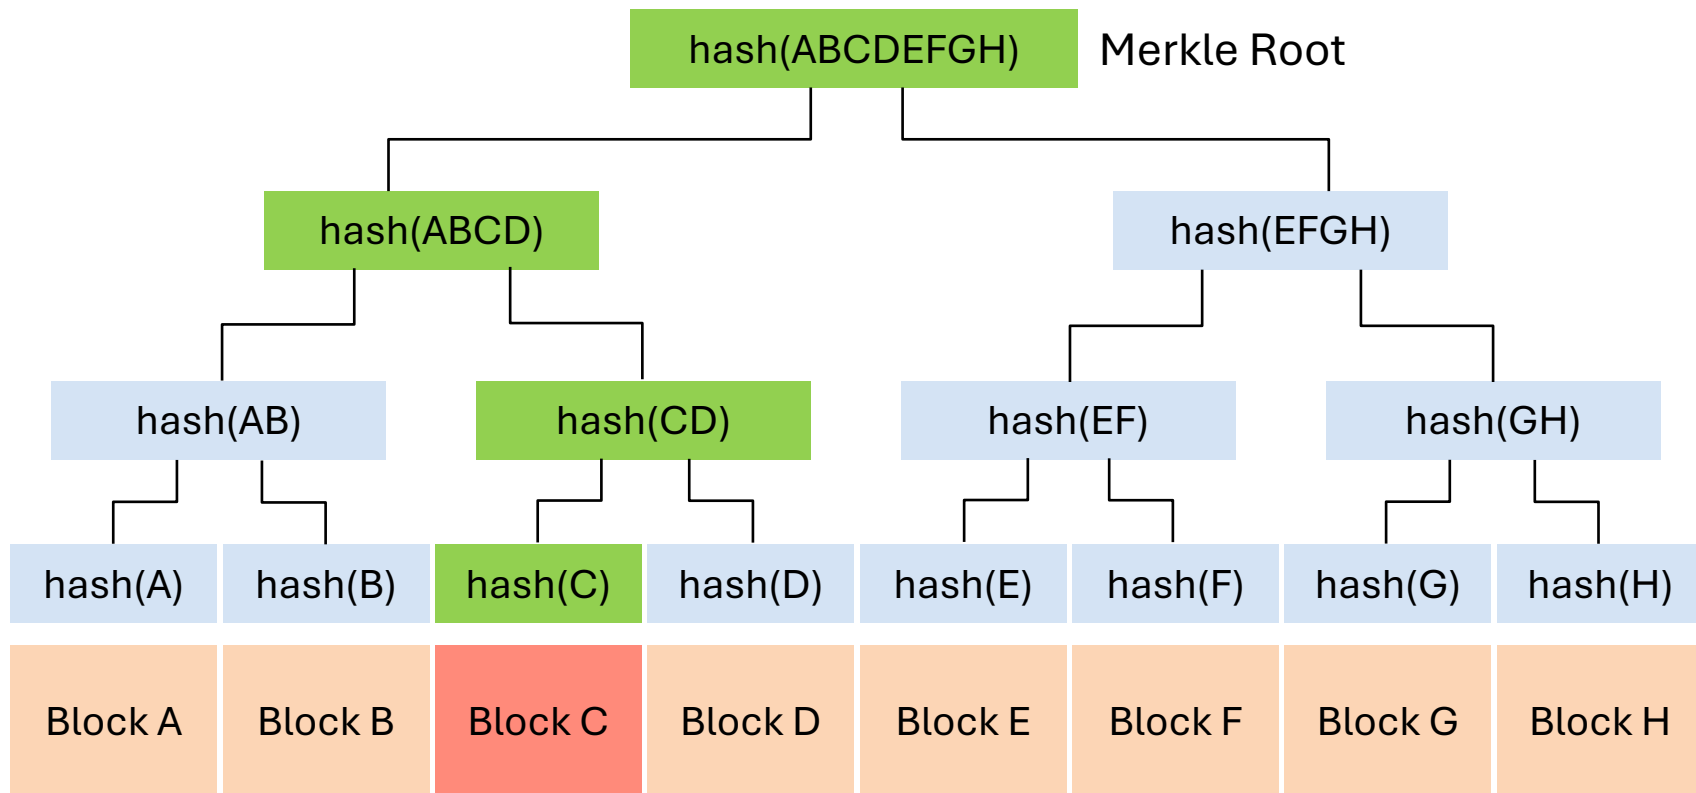 hash(ABCDEFGH) Merkle Root
hash(ABCD) hash(EFGH)
hash(AB) hash(CD) hash(EF) hash(GH)
hash(A) hash(B) hash(C) hash(D) hash(E) hash(F) hash(G) hash(H)
Block A Block B Block C Block D Block E Block F Block G Block H